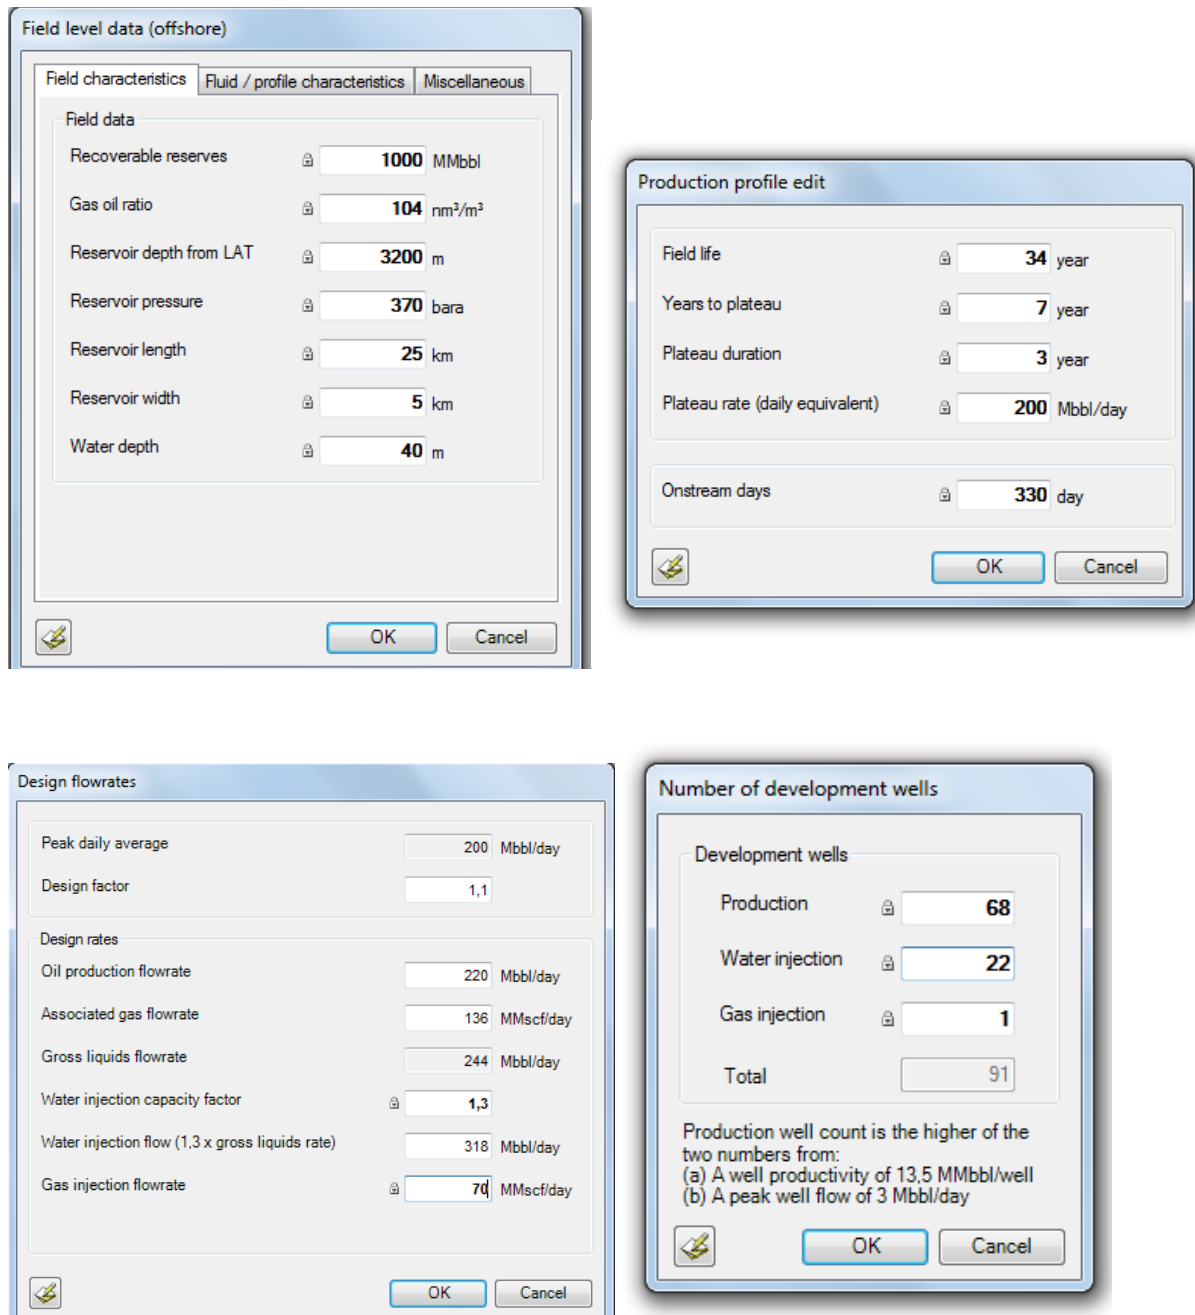 Field level data (offshore)
Field characteristics Fluid / profile characteristics Miscellaneous
Field data
Recoverable reserves 1000 MMbbl
Gas oil ratio 104 nm³/m³
Reservoir depth from LAT 3200 m
Reservoir pressure 370 bara
Reservoir length 25 km
Reservoir width 5 km
Water depth 40 m
OK Cancel
Production profile edit
Field life 34 year
Years to plateau 7 year
Plateau duration 3 year
Plateau rate (daily equivalent) 200 Mbbl/day
Onstream days 330 day
OK Cancel
Design flowrates
Peak daily average 200 Mbbl/day
Design factor 1,1
Design rates
Oil production flowrate 220 Mbbl/day
Associated gas flowrate 136 MMscf/day
Gross liquids flowrate 244 Mbbl/day
Water injection capacity factor 1,3
Water injection flow (1,3 x gross liquids rate) 318 Mbbl/day
Gas injection flowrate 70 MMscf/day
OK Cancel
Number of development wells
Development wells
Production 68
Water injection 22
Gas injection 1
Total 91
Production well count is the higher of the
two numbers from:
(a) A well productivity of 13,5 MMbbl/well
(b) A peak well flow of 3 Mbbl/day
OK Cancel